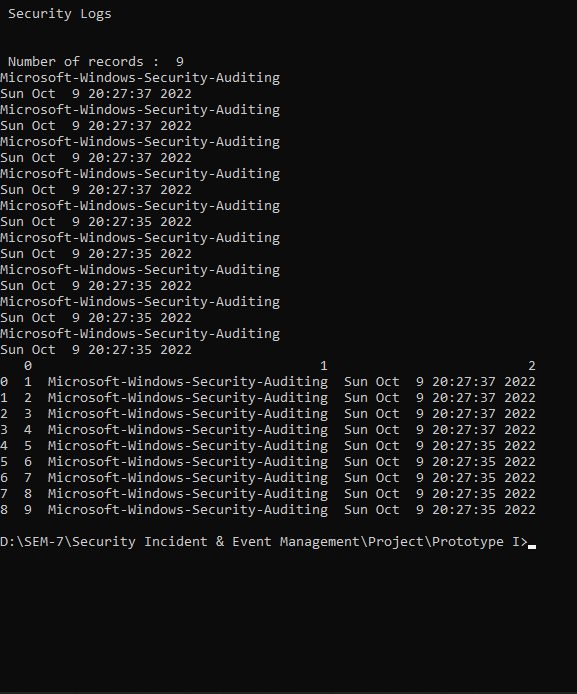 Security Logs
Number of records :  9
Microsoft-Windows-Security-Auditing
Sun Oct  9 20:27:37 2022
Microsoft-Windows-Security-Auditing
Sun Oct  9 20:27:37 2022
Microsoft-Windows-Security-Auditing
Sun Oct  9 20:27:37 2022
Microsoft-Windows-Security-Auditing
Sun Oct  9 20:27:37 2022
Microsoft-Windows-Security-Auditing
Sun Oct  9 20:27:35 2022
Microsoft-Windows-Security-Auditing
Sun Oct  9 20:27:35 2022
Microsoft-Windows-Security-Auditing
Sun Oct  9 20:27:35 2022
Microsoft-Windows-Security-Auditing
Sun Oct  9 20:27:35 2022
Microsoft-Windows-Security-Auditing
Sun Oct  9 20:27:35 2022
   0                                    1                         2
0  1  Microsoft-Windows-Security-Auditing  Sun Oct  9 20:27:37 2022
1  2  Microsoft-Windows-Security-Auditing  Sun Oct  9 20:27:37 2022
2  3  Microsoft-Windows-Security-Auditing  Sun Oct  9 20:27:37 2022
3  4  Microsoft-Windows-Security-Auditing  Sun Oct  9 20:27:37 2022
4  5  Microsoft-Windows-Security-Auditing  Sun Oct  9 20:27:35 2022
5  6  Microsoft-Windows-Security-Auditing  Sun Oct  9 20:27:35 2022
6  7  Microsoft-Windows-Security-Auditing  Sun Oct  9 20:27:35 2022
7  8  Microsoft-Windows-Security-Auditing  Sun Oct  9 20:27:35 2022
8  9  Microsoft-Windows-Security-Auditing  Sun Oct  9 20:27:35 2022
D:\SEM-7\Security Incident & Event Management\Project\Prototype I>